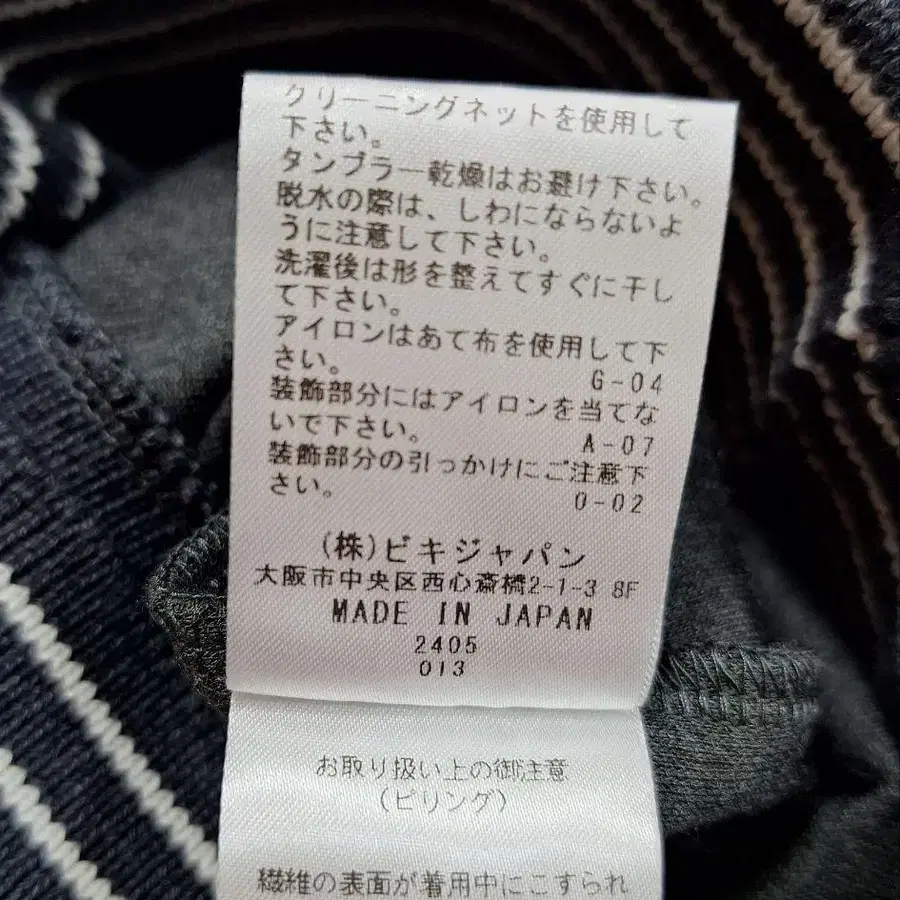 クリーニングネットを使用して
下さい。
タンブラー乾燥はお避け下さい。
脱水の際は、しわにならないよ
うに注意して下さい。
洗濯後は形を整えてすぐに干し
て下さい。
アイロンはあて布を使用して下
さい。
G-04
装飾部分にはアイロンを当てな
いで下さい。
A-07
装飾部分の引っかけにご注意下
さい。
0-02
(株)ビキジャパン
大阪市中央区西心斎橋2-1-3 8F
MADE IN JAPAN
2405
013
お取り扱い上の御注意
(ピリング)
繊維の表面が着用中にこすられ